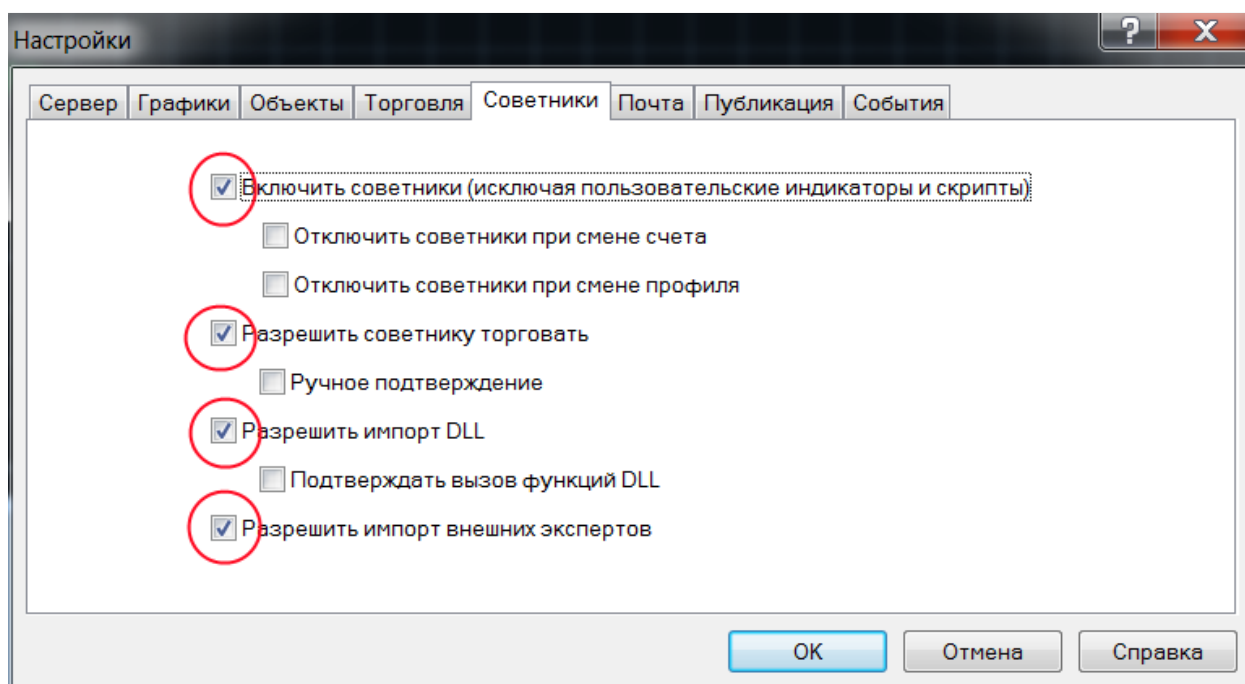 Настройки
Сервер Графики Объекты Торговля Советники Почта Публикация События
Включить советники (исключая пользовательские индикаторы и скрипты)
Отключить советники при смене счета
Отключить советники при смене профиля
Разрешить советнику торговать
Ручное подтверждение
Разрешить импорт DLL
Подтверждать вызов функций DLL
Разрешить импорт внешних экспертов
OK Отмена Справка